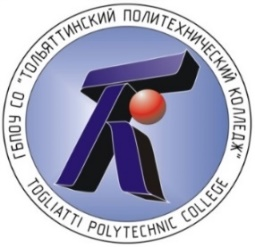 ГБПОУ СО "ТОЛЬЯТТИНСКИЙ ПОЛИТЕХНИЧЕСКИЙ КОЛЛЕДЖ"
TOGLIATTI POLYTECHNIC COLLEGE